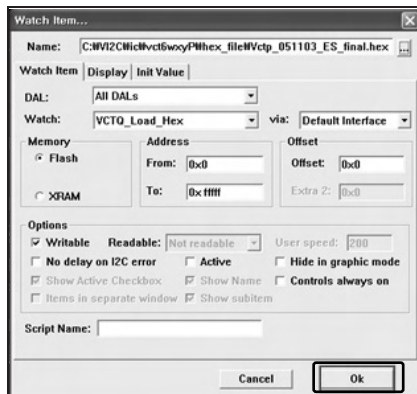 Watch Item...
Name: C:₩VI2C₩ic₩vct6wxyP₩hex_file₩Vctp_051103_ES_final.hex ...
Watch Item Display Init Value
DAL: All DALs
Watch: VCTQ_Load_Hex via: Default Interface
Memory Address Offset
Flash From: 0x0 Offset: 0x0
XRAM To: 0x fffff Extra 2: 0x0
Options
Writable Readable: Not readable User speed: 200
No delay on I2C error Active Hide in graphic mode
Show Active Checkbox Show Name Controls always on
Items in separate window Show subitem
Script Name:
Cancel Ok